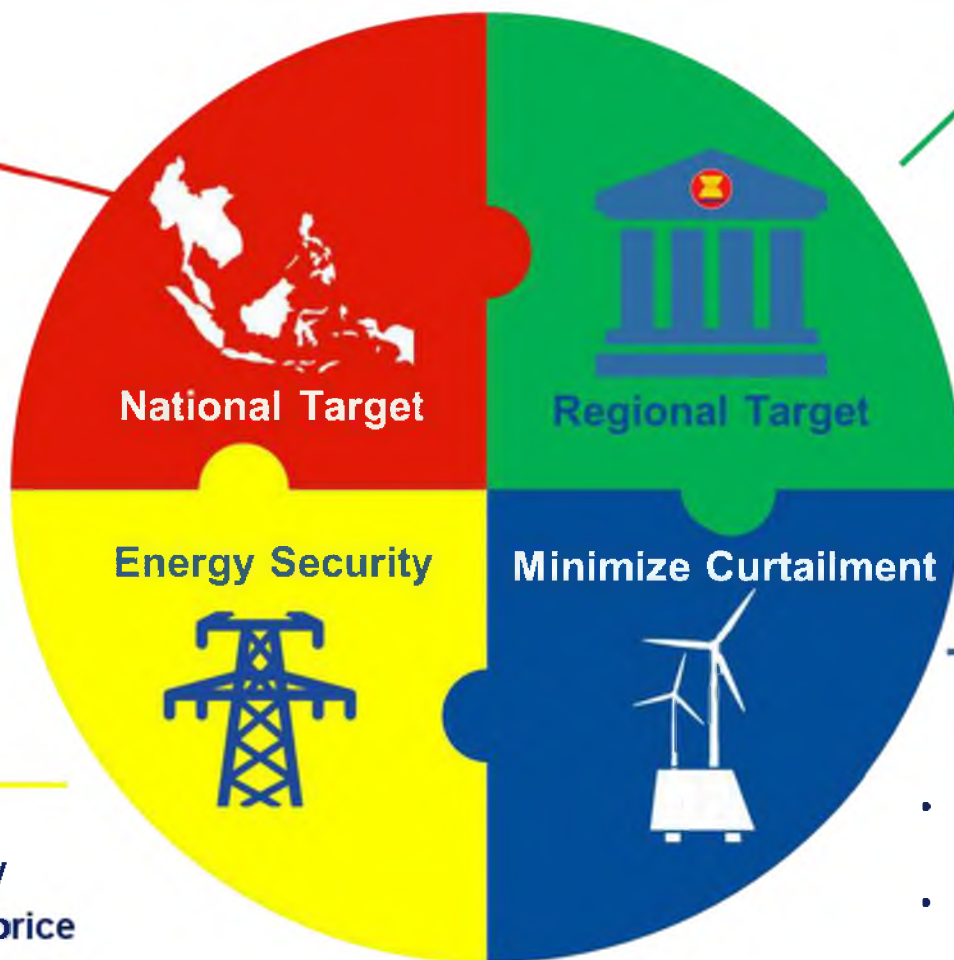 National Target
Regional Target
Energy Security
Minimize Curtailment
price